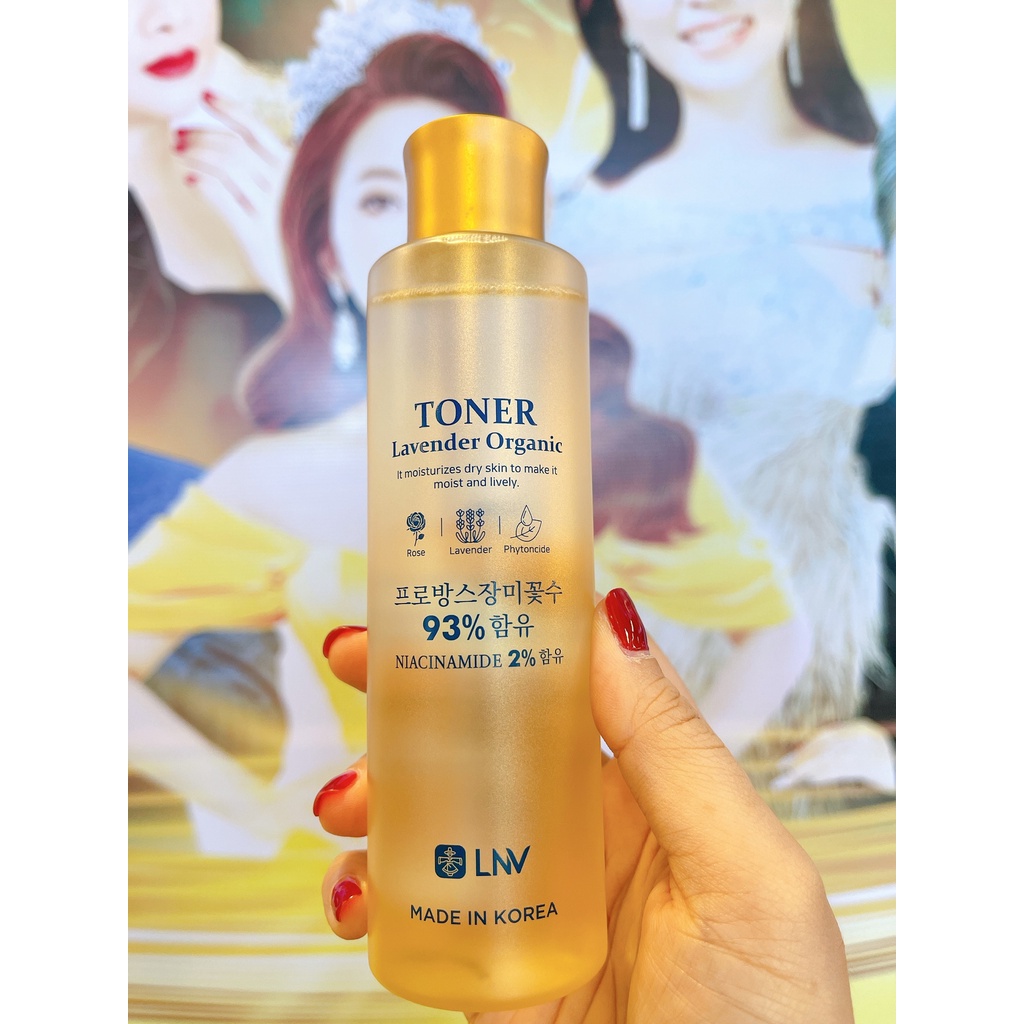 TONER
Lavender Organic
It moisturizes dry skin to make it
moist and lively.
Rose | Lavender | Phytoncide
프로방스장미꽃수
93% 함유
NIACINAMIDE 2% 함유
LNV
MADE IN KOREA